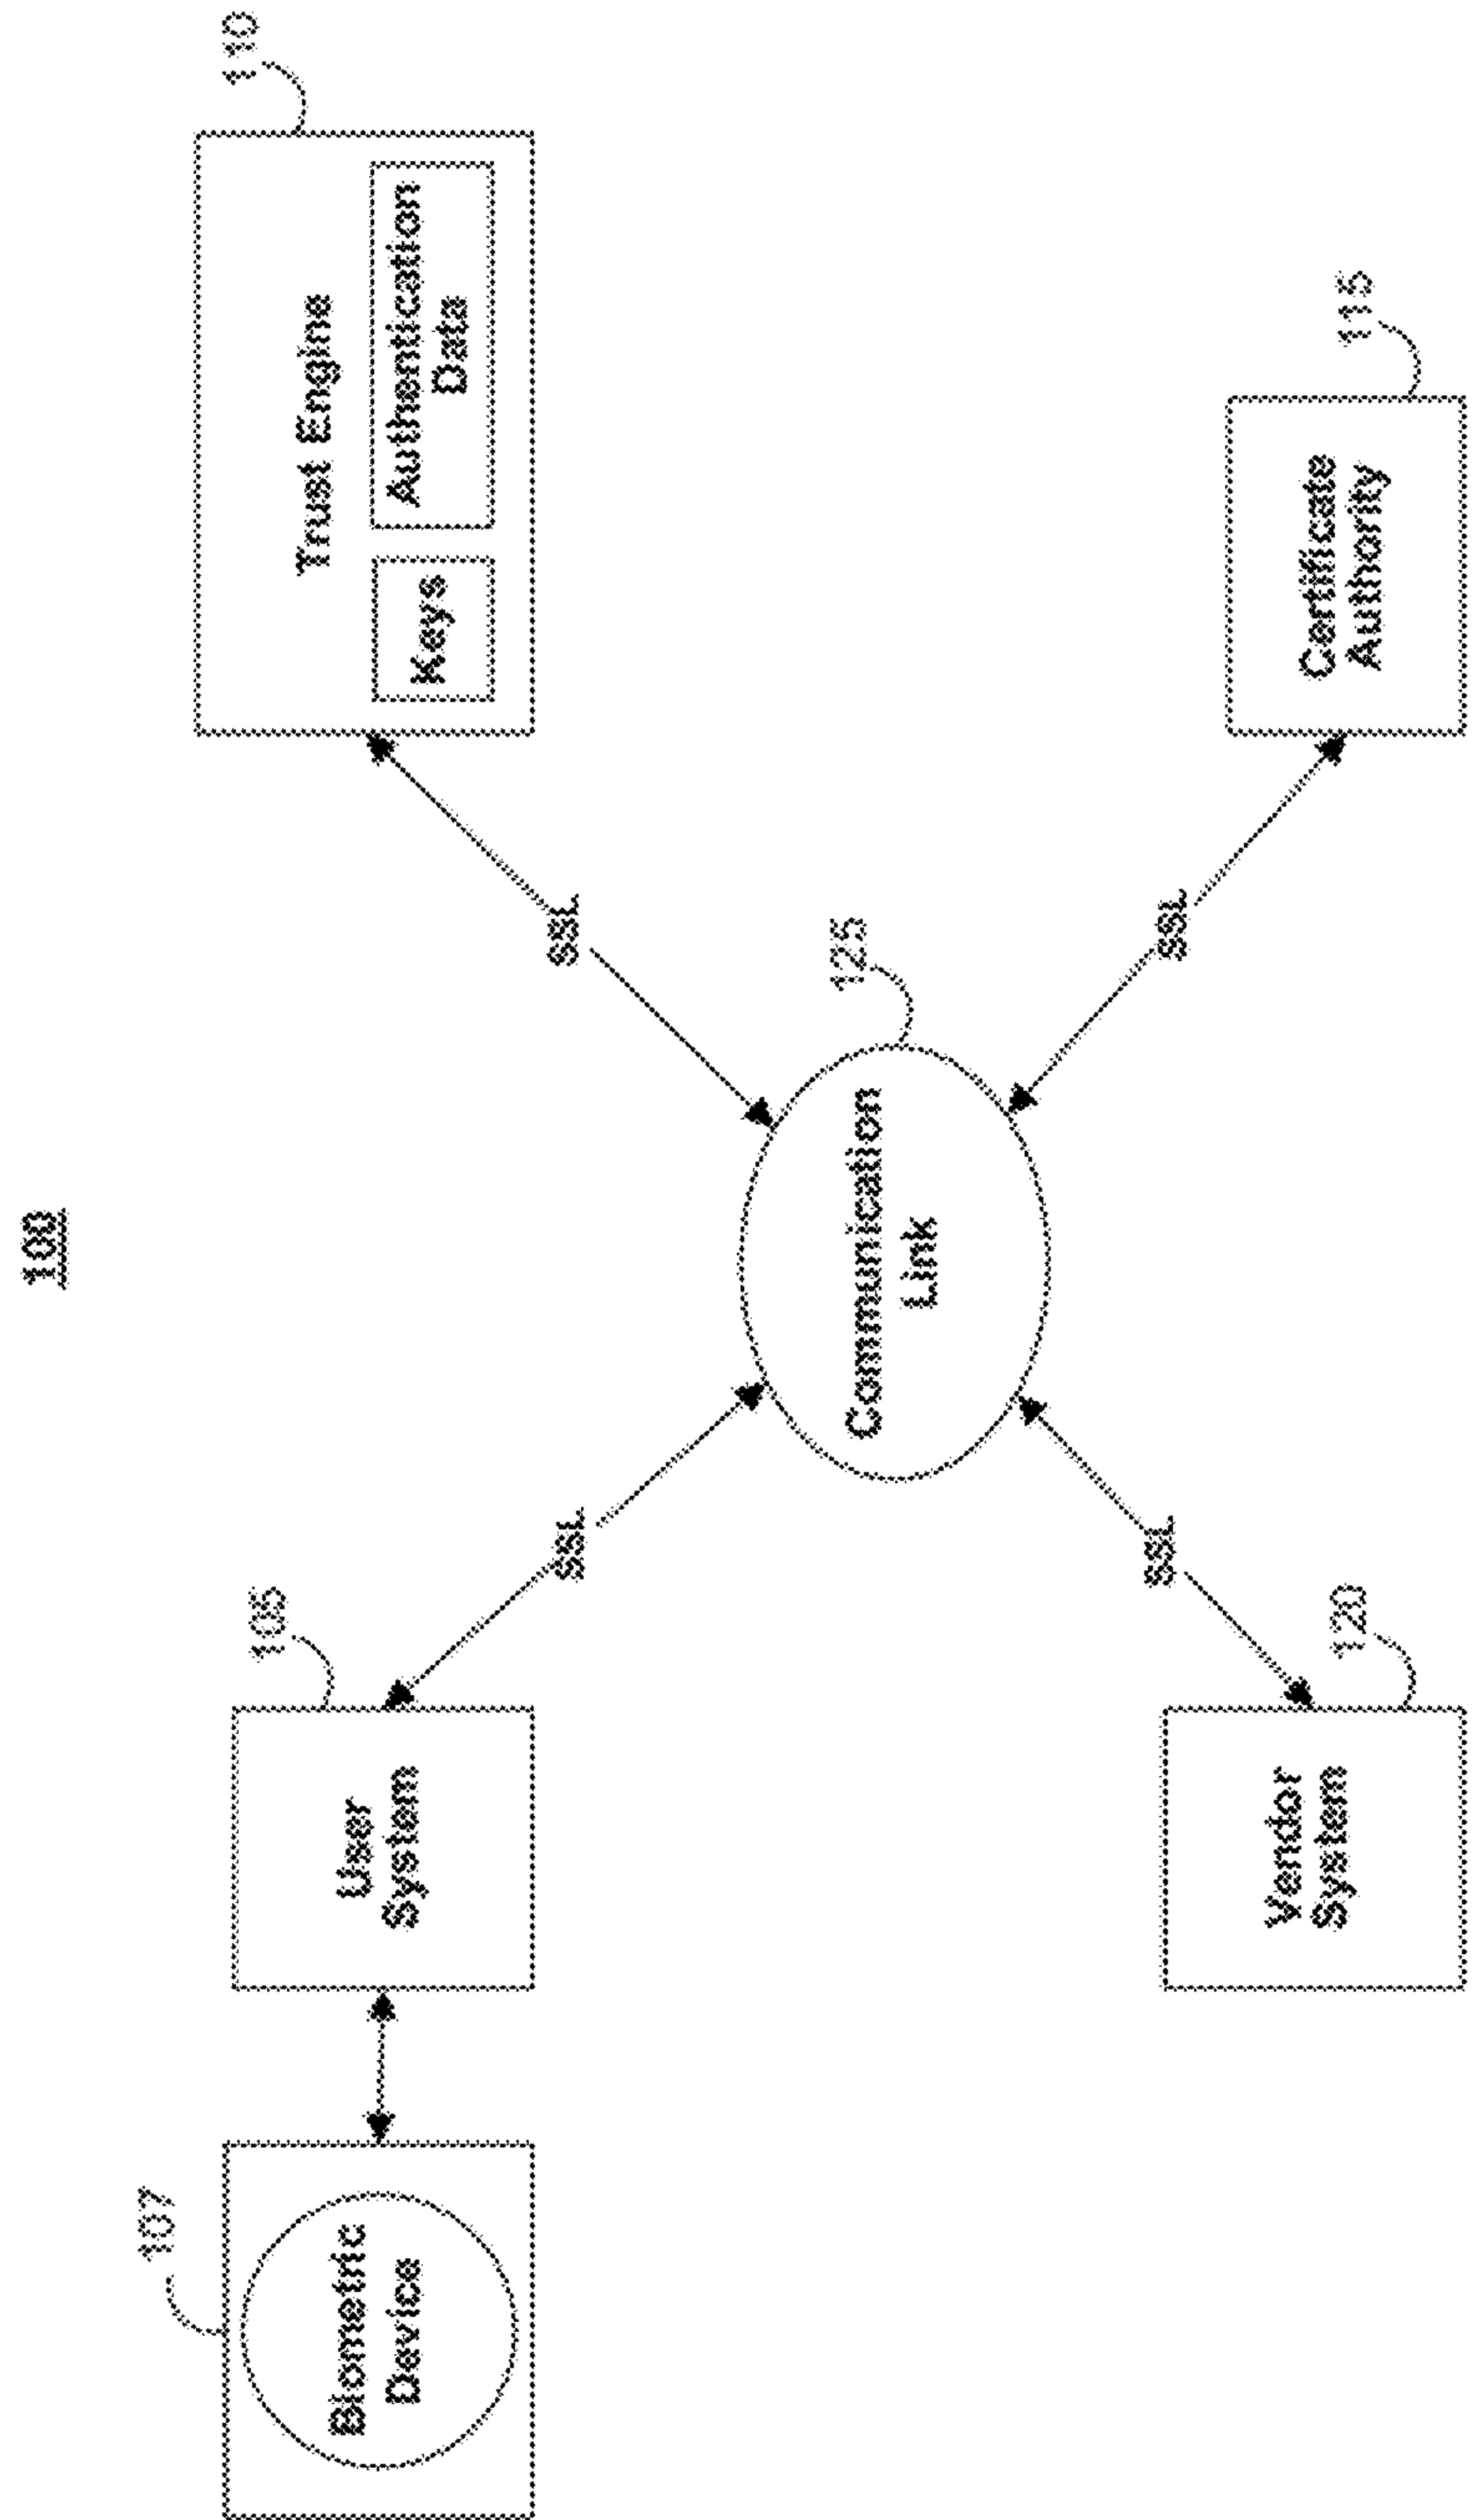 100
107
Biometric
Device
User
System
105
SSL
Trust Engine
110
Keys
Authentication
Data
SSL
Communication
Link
125
SSL
Vendor
System
120
SSL
Certificate
Authority
115